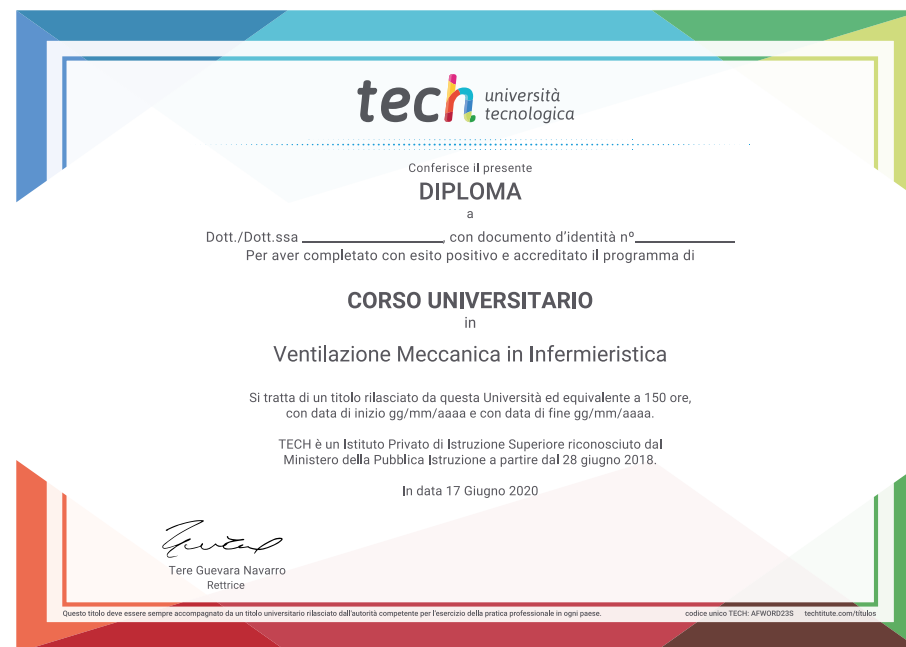 tech università
tecnologica
Conferisce il presente
DIPLOMA
a
Dott./Dott.ssa ____________________, con documento d'identità nº______________
Per aver completato con esito positivo e accreditato il programma di
CORSO UNIVERSITARIO
in
Ventilazione Meccanica in Infermieristica
Si tratta di un titolo rilasciato da questa Università ed equivalente a 150 ore,
con data di inizio gg/mm/aaaa e con data di fine gg/mm/aaaa.
TECH è un Istituto Privato di Istruzione Superiore riconosciuto dal
Ministero della Pubblica Istruzione a partire dal 28 giugno 2018.
In data 17 Giugno 2020
Tere Guevara Navarro
Rettrice
Questo titolo deve essere sempre accompagnato da un titolo universitario rilasciato dall'autorità competente per l'esercizio della pratica professionale in ogni paese. codice unico TECH: AFWORD23S techtitute.com/títulos